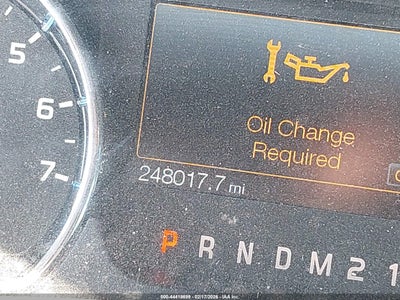 5
6
7
Oil Change
Required
248017.7 mi
P R N D M 2 1